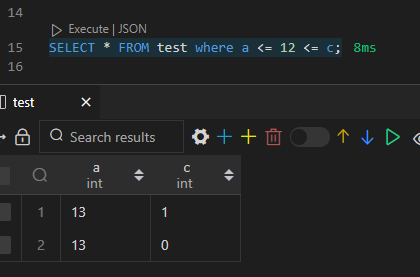 14
Execute | JSON
15 SELECT * FROM test where a <= 12 <= c; 8ms
16
test
Search results
a c
int int
1 13 1
2 13 0